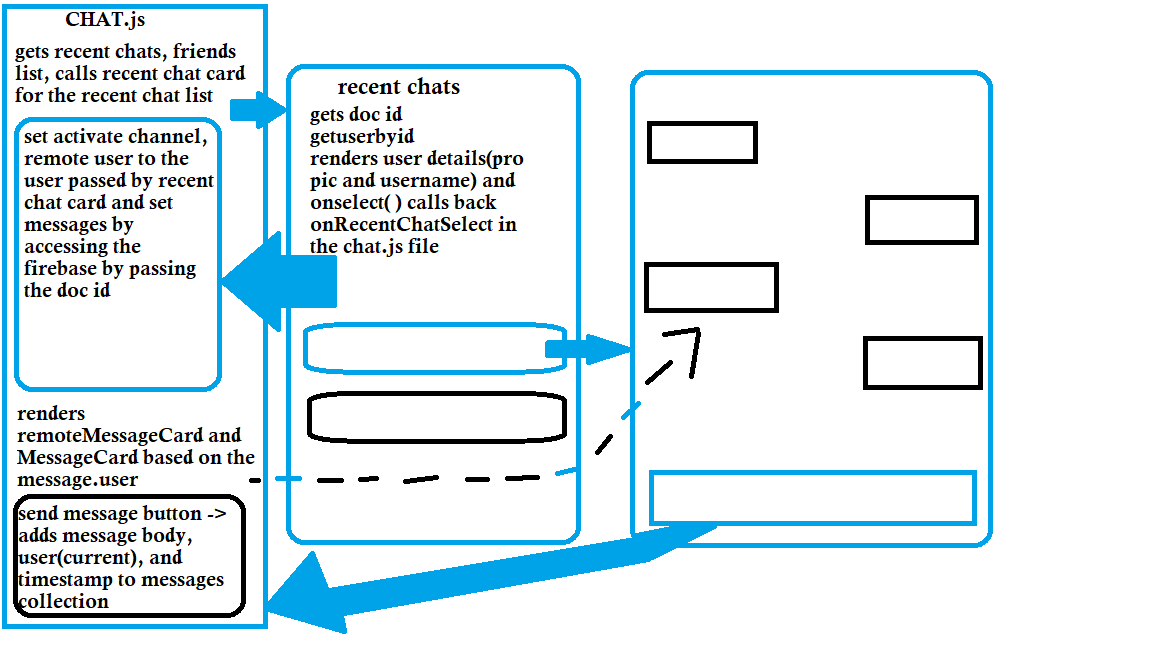 CHAT.js
gets recent chats, friends
list, calls recent chat card
for the recent chat list
set activate channel,
remote user to the
user passed by recent
chat card and set
messages by
accessing the
firebase by passing
the doc id
renders
remoteMessageCard and
MessageCard based on the
message.user
send message button ->
adds message body,
user(current), and
timestamp to messages
collection
recent chats
gets doc id
getuserbyid
renders user details(pro
pic and username) and
onselect( ) calls back
onRecentChatSelect in
the chat.js file